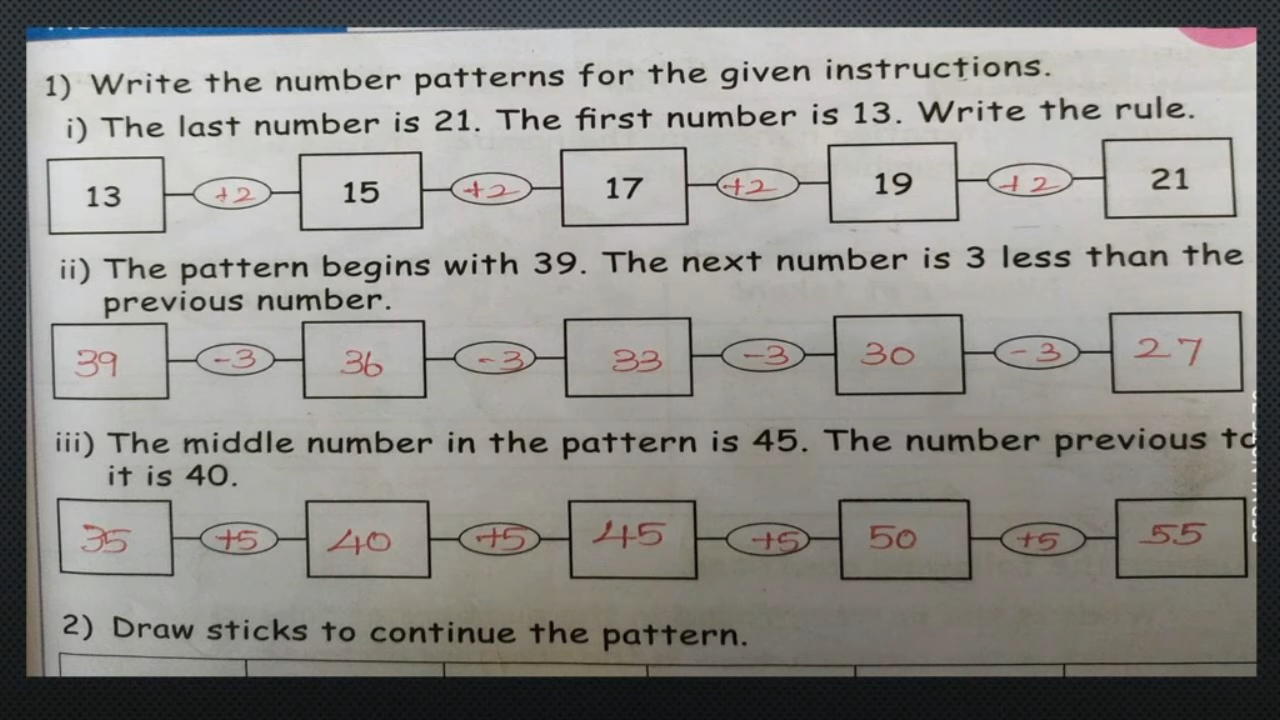 1) Write the number patterns for the given instructions.
i) The last number is 21. The first number is 13. Write the rule.
13 +2 15 +2 17 +2 19 +2 21
ii) The pattern begins with 39. The next number is 3 less than the
previous number.
39 -3 36 -3 33 -3 30 -3 27
iii) The middle number in the pattern is 45. The number previous to
it is 40.
35 +5 40 +5 45 +5 50 +5 55
2) Draw sticks to continue the pattern.